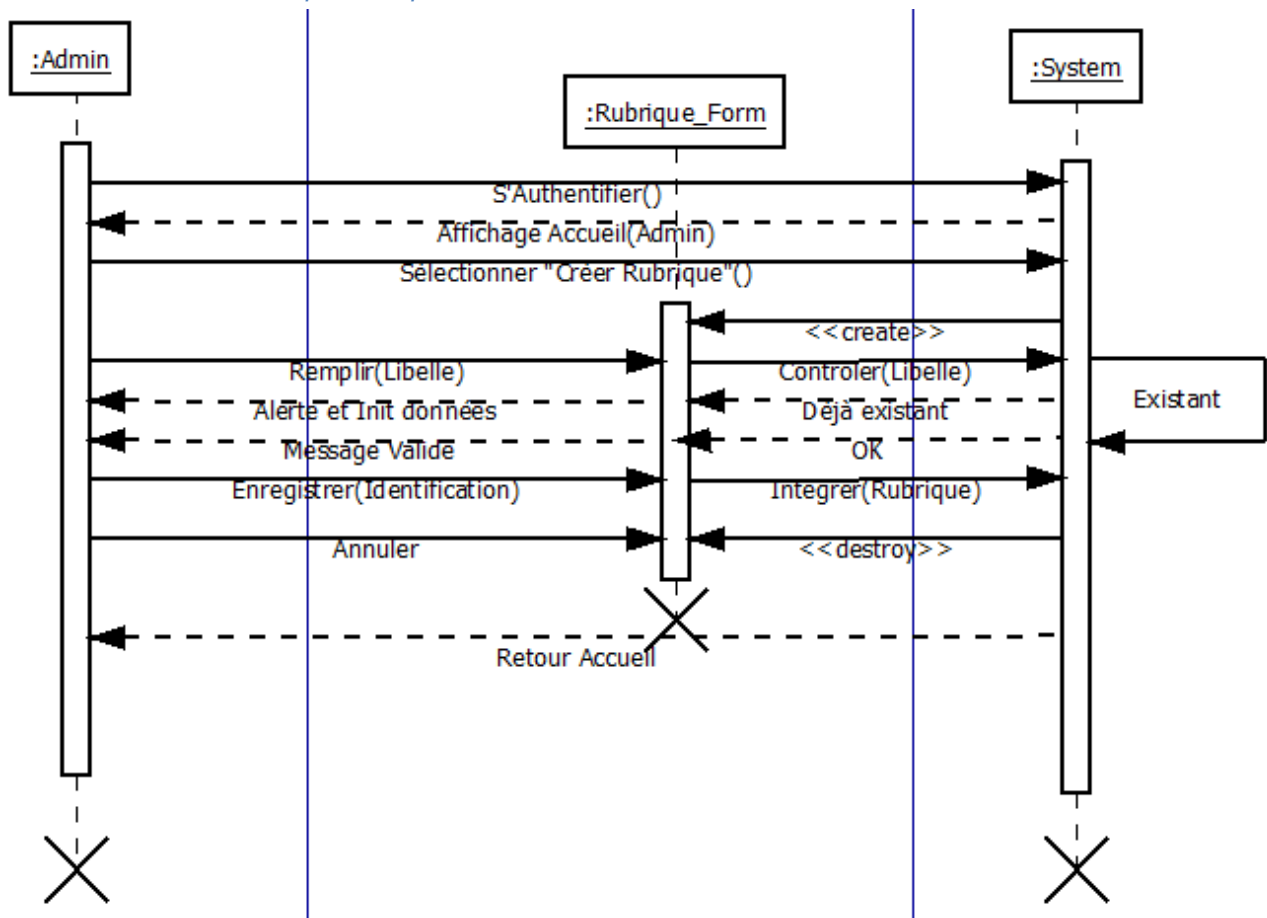 :Admin
:System
:Rubrique_Form
S'Authentifier()
Affichage Accueil(Admin)
Sélectionner "Créer Rubrique"()
<<create>>
Remplir(Libelle)
Controler(Libelle)
Existant
Alerte et Init données
Déjà existant
Message Valide
OK
Enregistrer(Identification)
Integrer(Rubrique)
Annuler
<<destroy>>
Retour Accueil